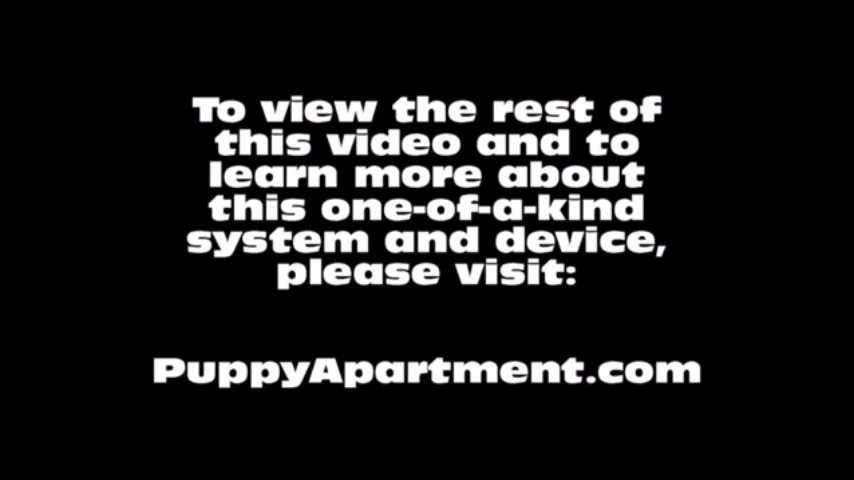 To view the rest of
this video and to
learn more about
this one-of-a-kind
system and device,
please visit:
PuppyApartment.com